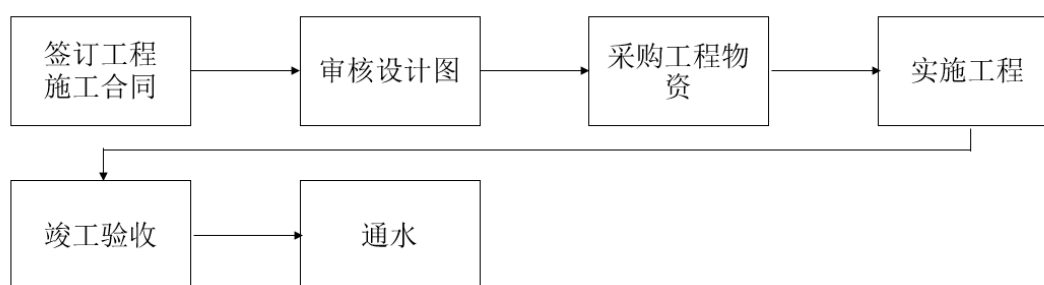 签订工程
施工合同
审核设计图
采购工程物
资
实施工程
竣工验收
通水